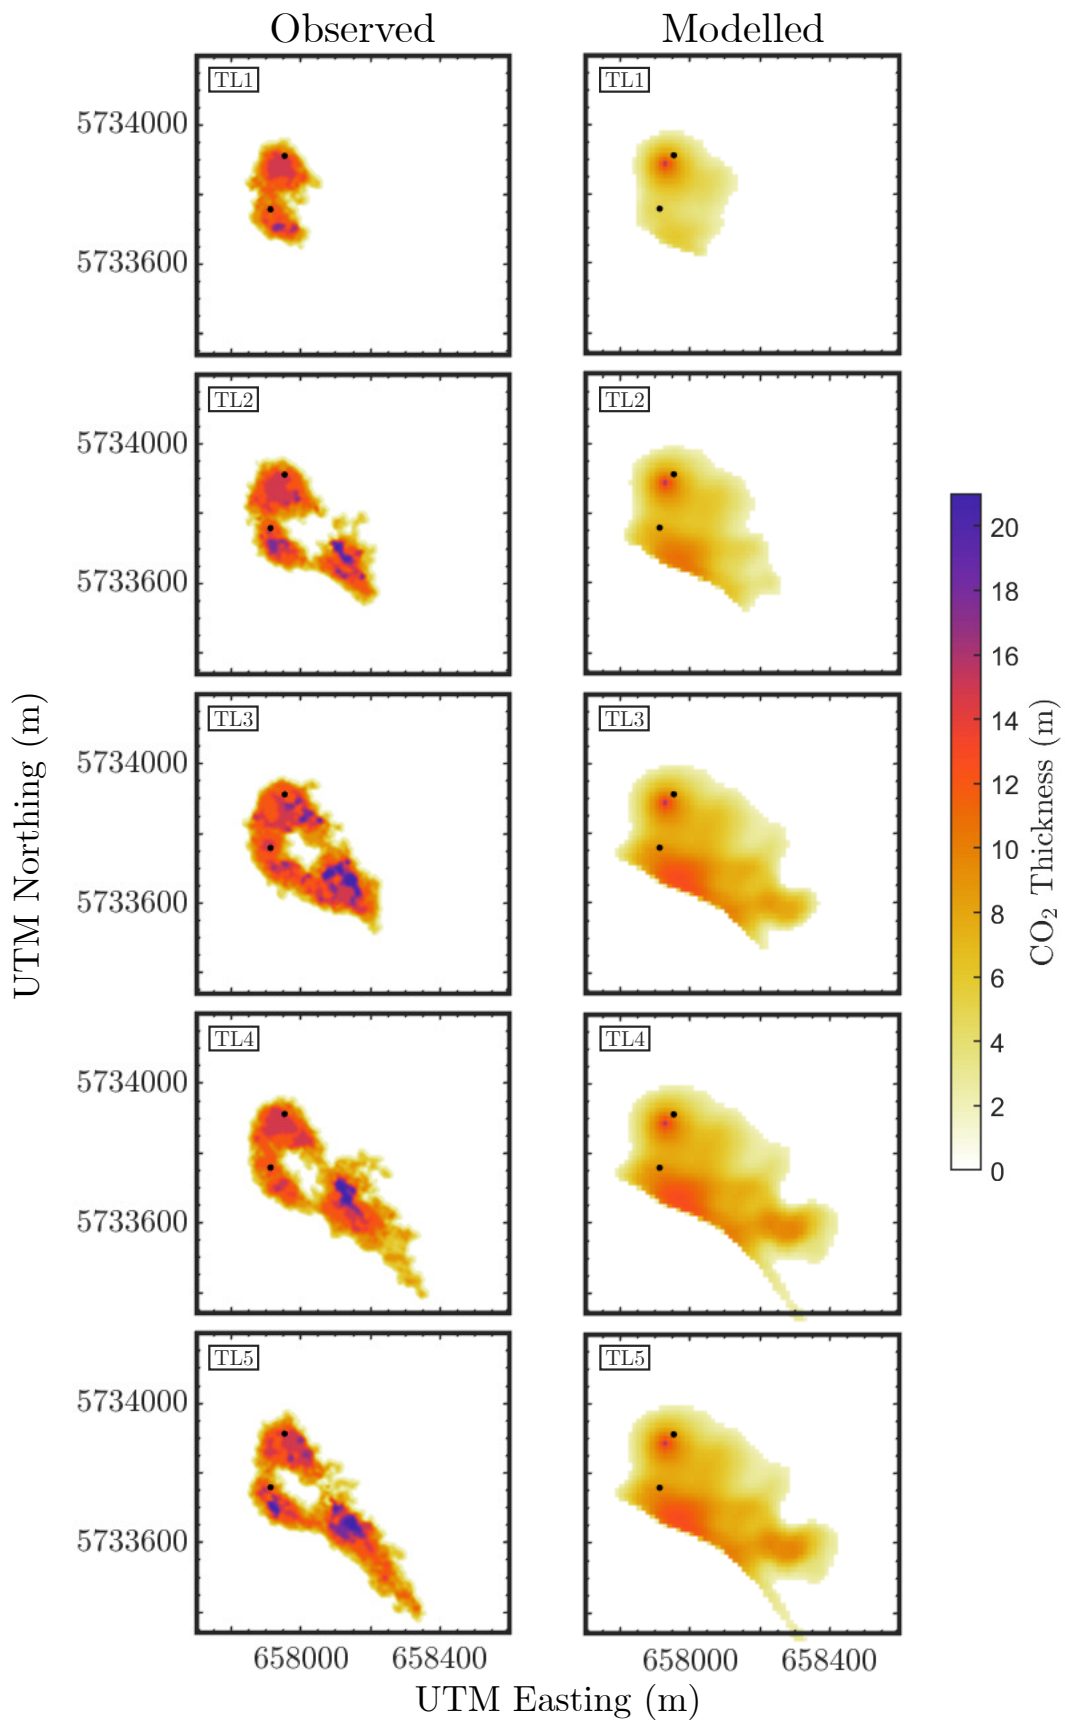 Observed Modelled
TL1 TL1
5734000
5733600
TL2 TL2
5734000
5733600
TL3 TL3
5734000
5733600
TL4 TL4
5734000
5733600
TL5 TL5
5734000
5733600
658000 658400 658000 658400
UTM Easting (m)
UTM Northing (m)
20
18
16
14
12
10
8
6
4
2
0
CO₂ Thickness (m)